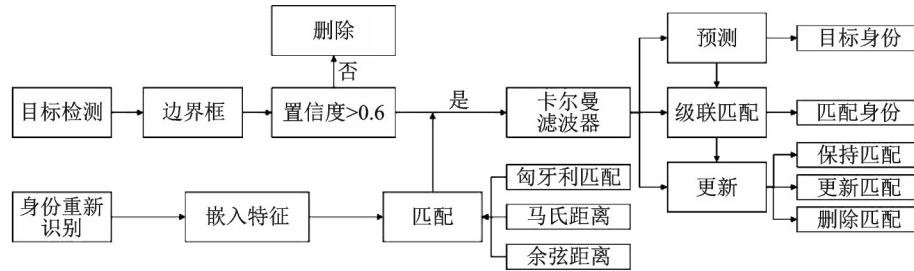 删除
否
目标检测
边界框
置信度>0.6
是
卡尔曼
滤波器
预测
目标身份
级联匹配
匹配身份
更新
保持匹配
更新匹配
删除匹配
身份重新
识别
嵌入特征
匹配
匈牙利匹配
马氏距离
余弦距离